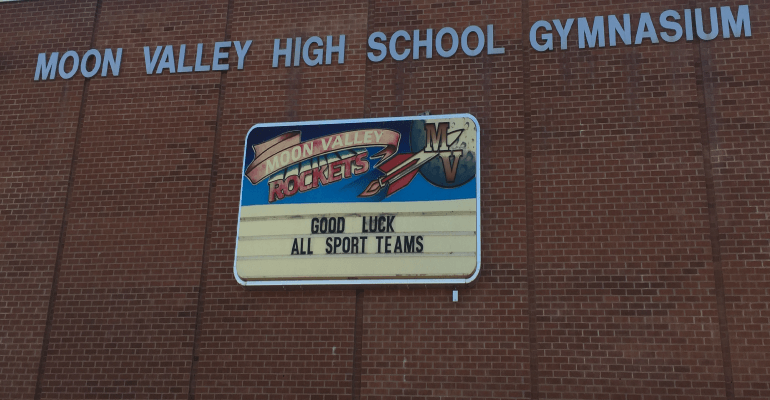 MOON VALLEY HIGH SCHOOL GYMNASIUM
MOON VALLEY
ROCKETS
MV
GOOD LUCK
ALL SPORT TEAMS